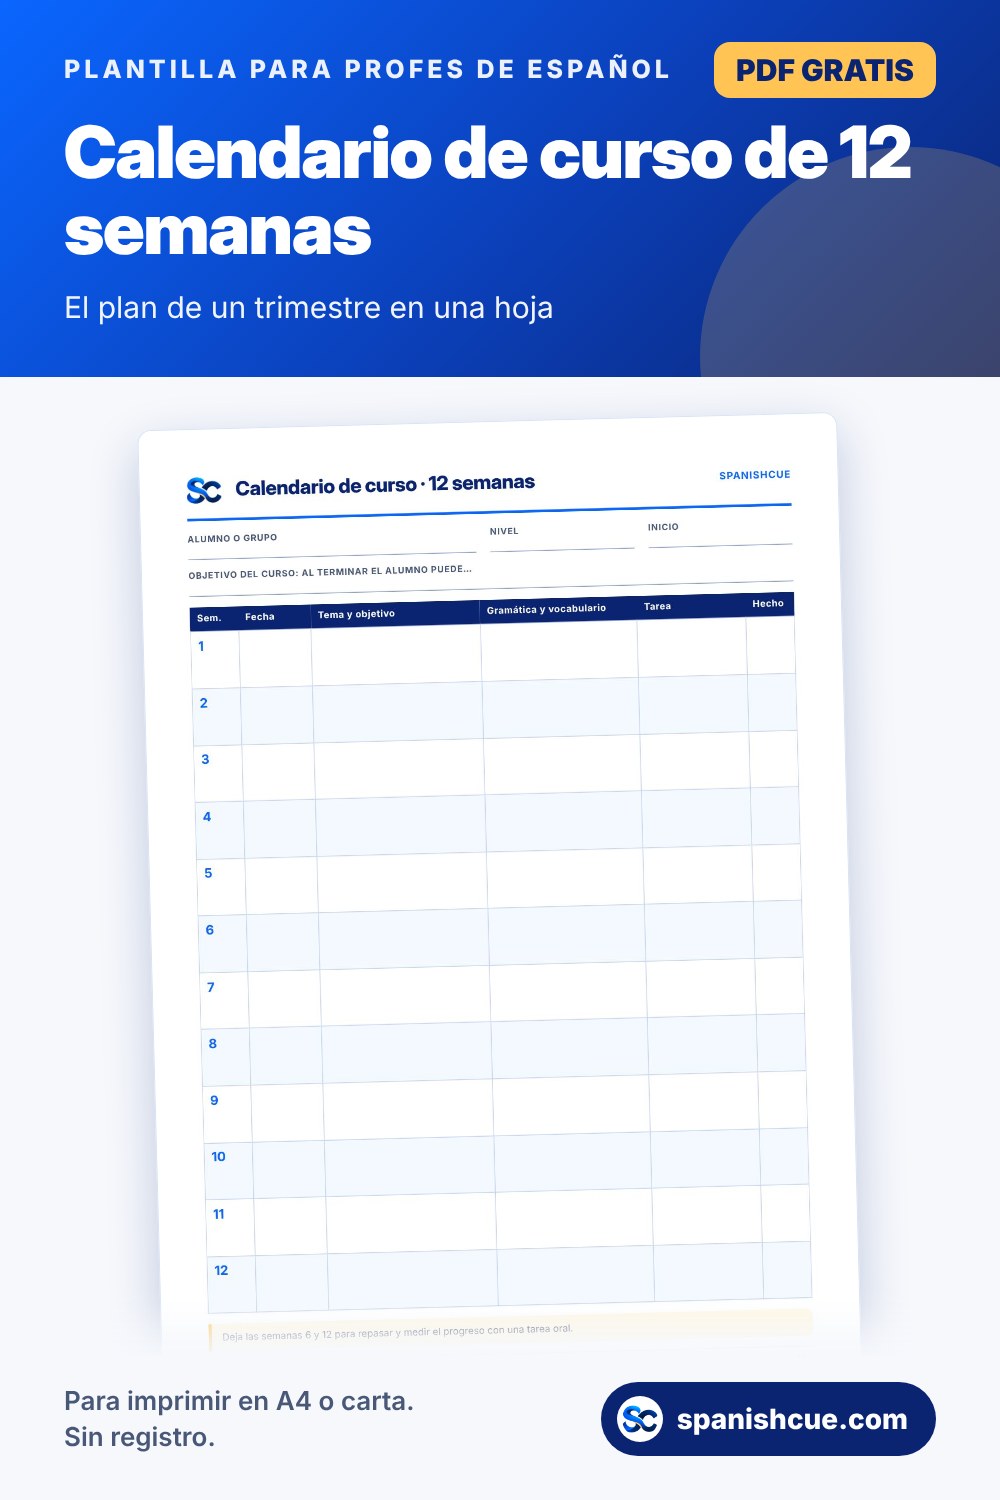 PLANTILLA PARA PROFES DE ESPAÑOL
PDF GRATIS
Calendario de curso de 12
semanas
El plan de un trimestre en una hoja
SC Calendario de curso · 12 semanas
SPANISHCUE
ALUMNO O GRUPO
NIVEL
INICIO
OBJETIVO DEL CURSO: AL TERMINAR EL ALUMNO PUEDE...
Sem. Fecha Tema y objetivo Gramática y vocabulario Tarea Hecho
1
2
3
4
5
6
7
8
9
10
11
12
Deja las semanas 6 y 12 para repasar y medir el progreso con una tarea oral.
Para imprimir en A4 o carta.
Sin registro.
SC spanishcue.com